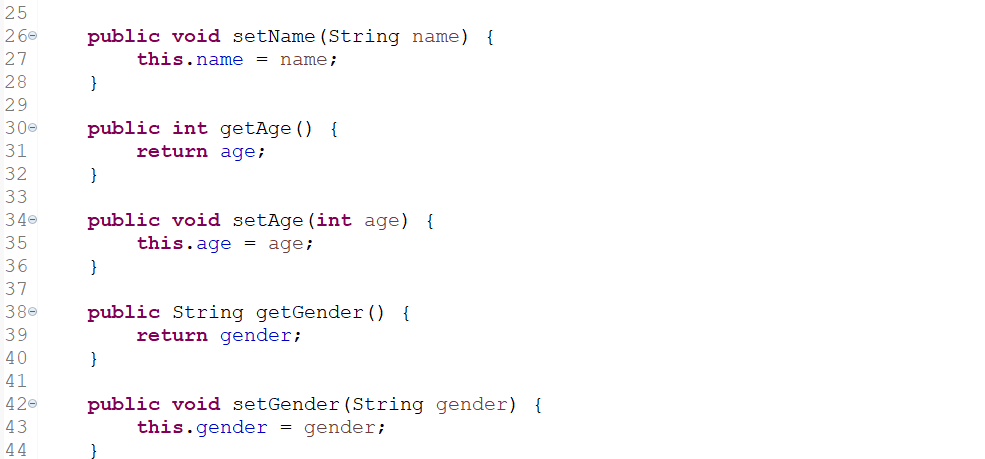 25
26 public void setName(String name) {
27 this.name = name;
28 }
29
30 public int getAge() {
31 return age;
32 }
33
34 public void setAge(int age) {
35 this.age = age;
36 }
37
38 public String getGender() {
39 return gender;
40 }
41
42 public void setGender(String gender) {
43 this.gender = gender;
44 }